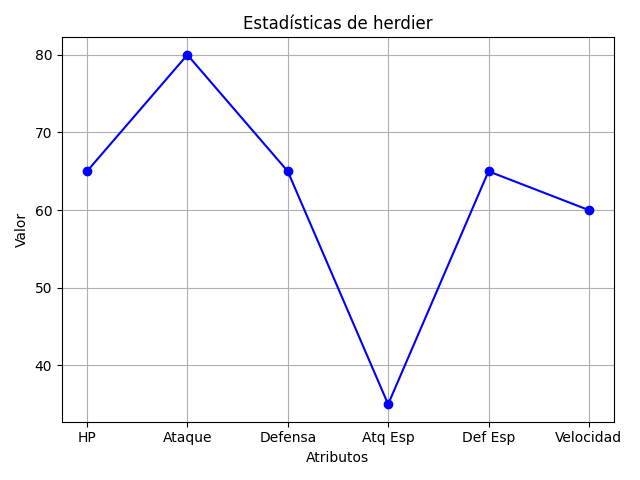 Estadísticas de herdier
Valor
80
70
60
50
40
HP Ataque Defensa Atq Esp Def Esp Velocidad
Atributos